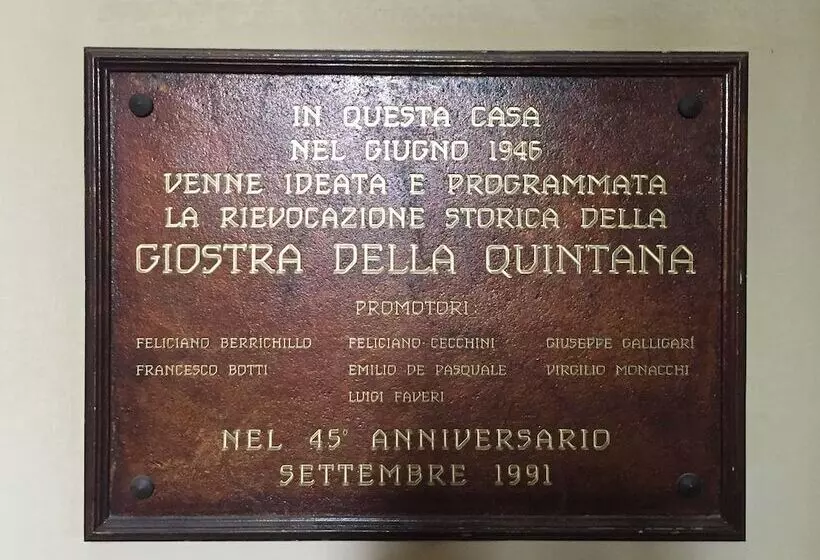 IN QUESTA CASA
NEL GIUGNO 1946
VENNE IDEATA E PROGRAMMATA
LA RIEVOCAZIONE STORICA DELLA
GIOSTRA DELLA QUINTANA
PROMOTORI:
FELICIANO BERRICHILLO FELICIANO CECCHINI GIUSEPPE GALLIGARÍ
FRANCESCO BOTTI EMILIO DE PASQUALE VIRGILIO MONACCHI
LUIGI FAVERI
NEL 45° ANNIVERSARIO
SETTEMBRE 1991